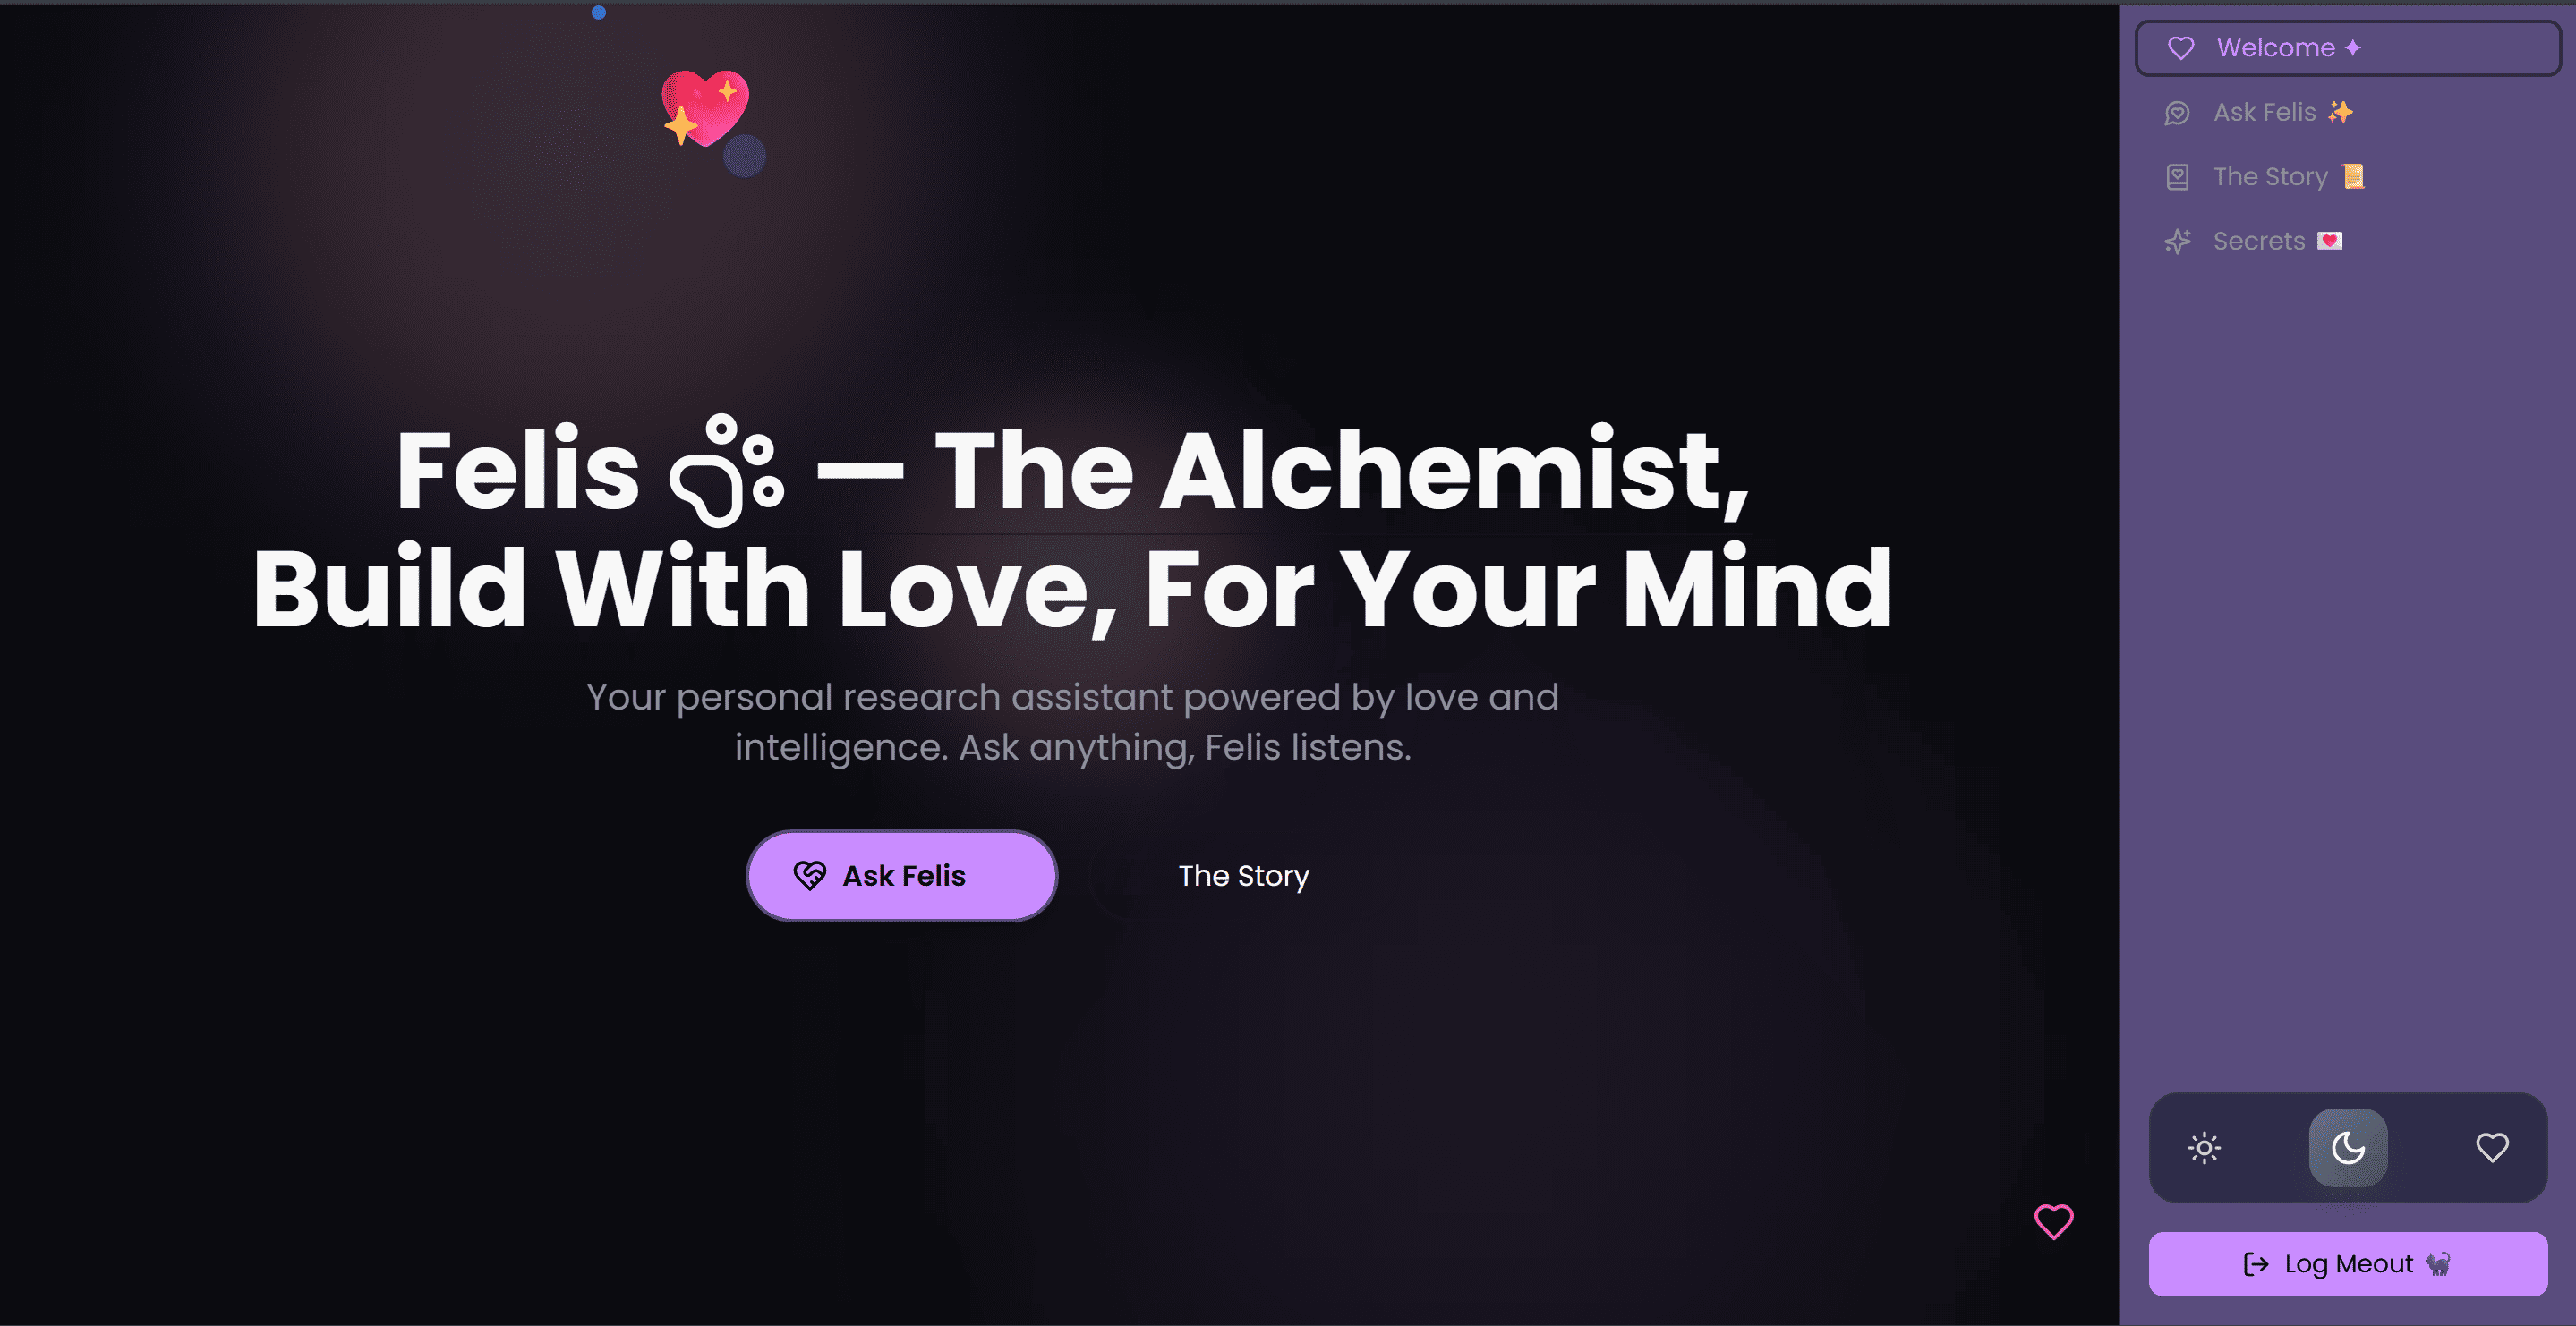 Felis — The Alchemist,
Build With Love, For Your Mind
Your personal research assistant powered by love and
intelligence. Ask anything, Felis listens.
Ask Felis
The Story
Welcome ✦
Ask Felis ✨
The Story 📜
Secrets 💌
Log Meout 🐈‍⬛